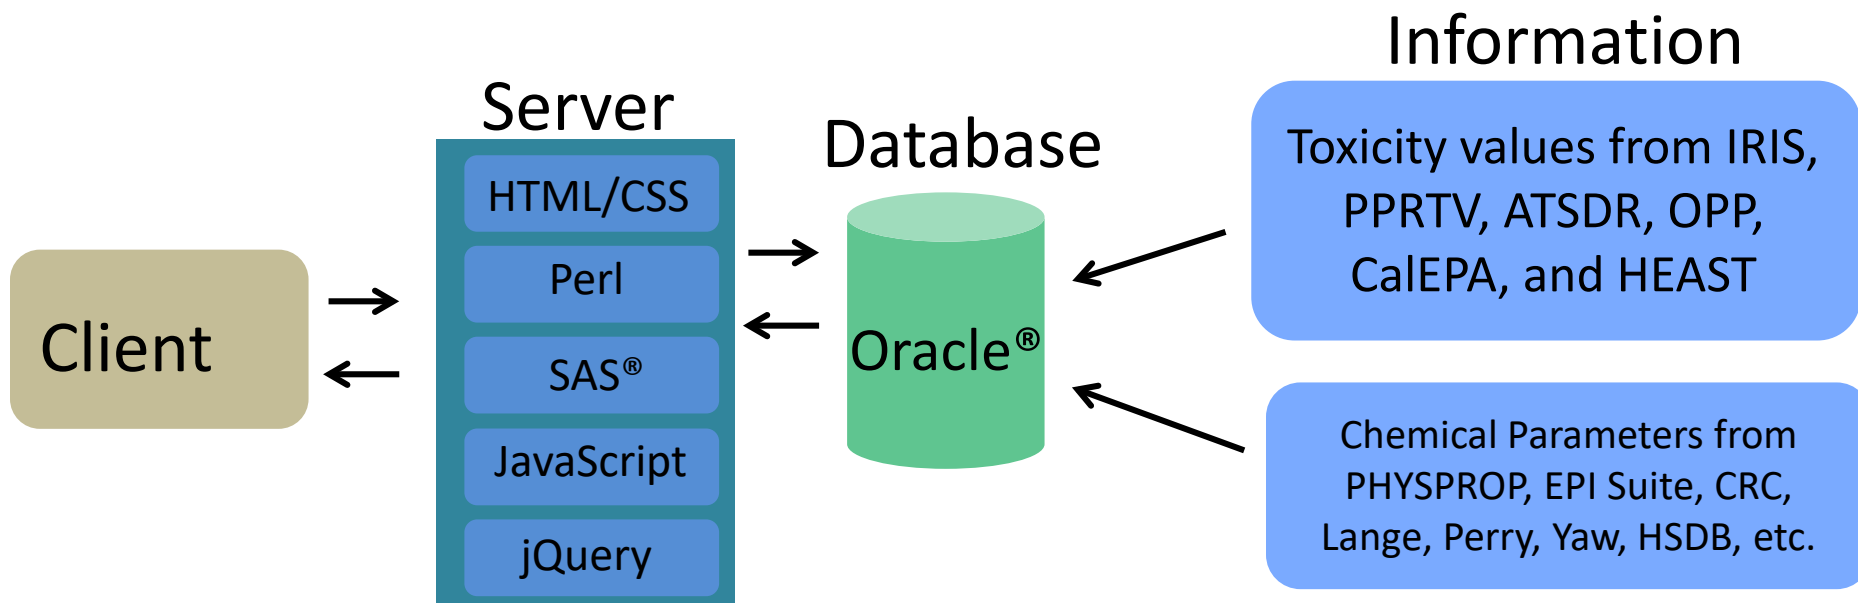 Client
Server
HTML/CSS
Perl
SAS®
JavaScript
jQuery
Database
Oracle®
Information
Toxicity values from IRIS,
PPRTV, ATSDR, OPP,
CalEPA, and HEAST
Chemical Parameters from
PHYSPROP, EPI Suite, CRC,
Lange, Perry, Yaw, HSDB, etc.